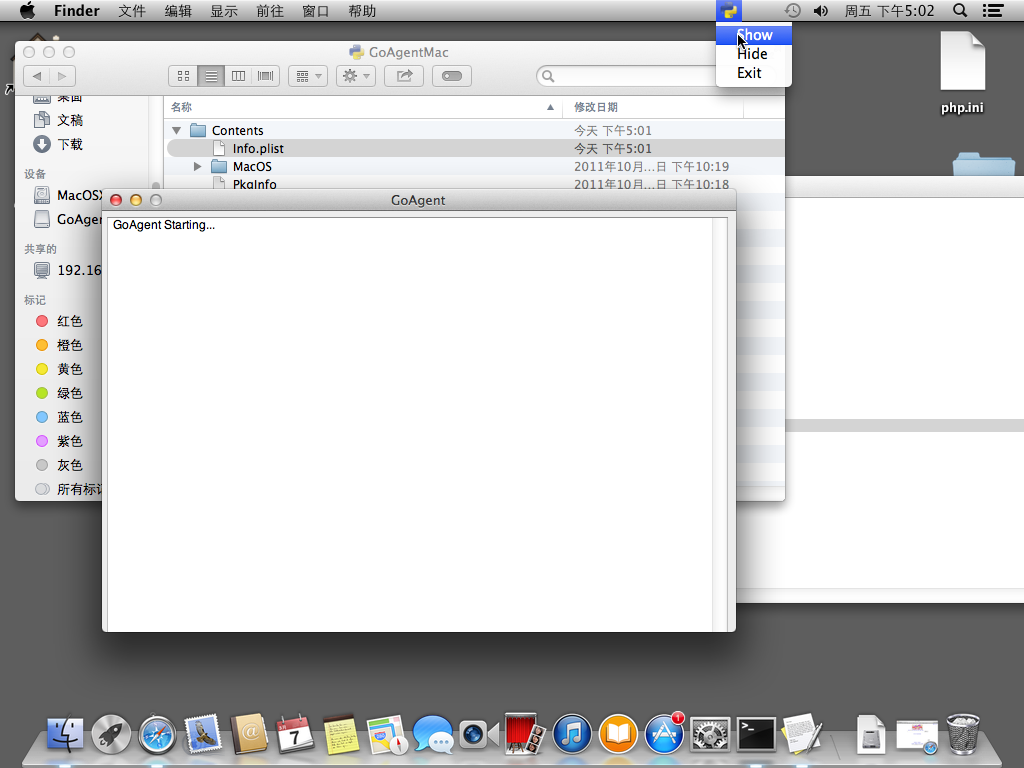 Finder 文件 编辑 显示 前往 窗口 帮助 周五 下午5:02
Show
Hide
Exit
php.ini
GoAgentMac
名称 修改日期
桌面
文稿
下载
设备
MacOSX
GoAger
共享的
192.16
标记
红色
橙色
黄色
绿色
蓝色
紫色
灰色
所有标记
Contents 今天 下午5:01
Info.plist 今天 下午5:01
MacOS 2011年10月...日 下午10:19
PkgInfo 2011年10月...日 下午10:18
GoAgent
GoAgent Starting...
7
1